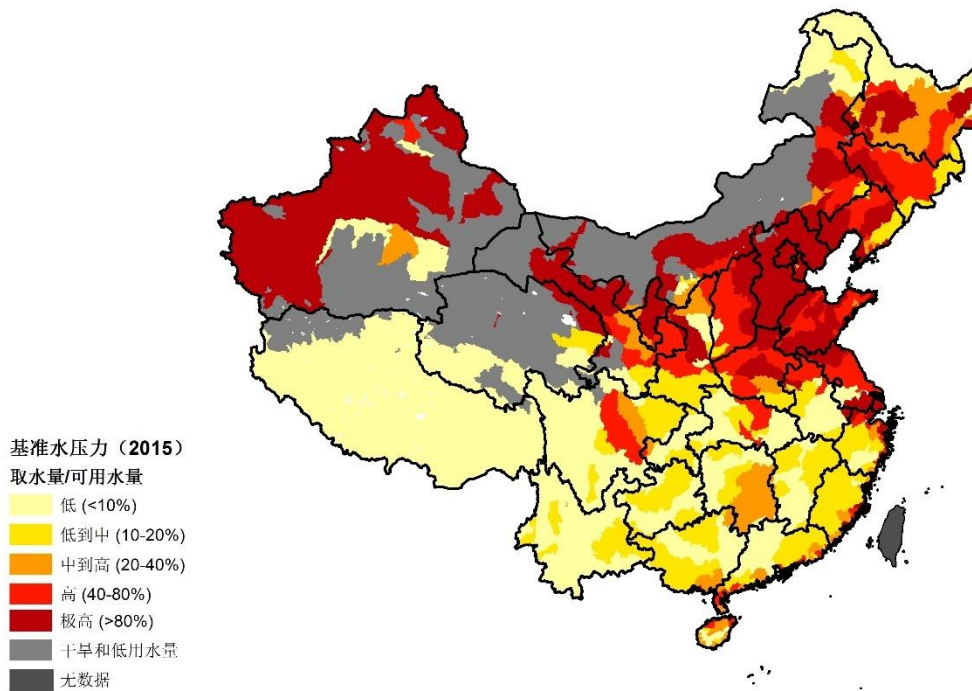 基准水压力（2015）
取水量/可用水量
低 (<10%)
低到中 (10-20%)
中到高 (20-40%)
高 (40-80%)
极高 (>80%)
干旱和低用水量
无数据